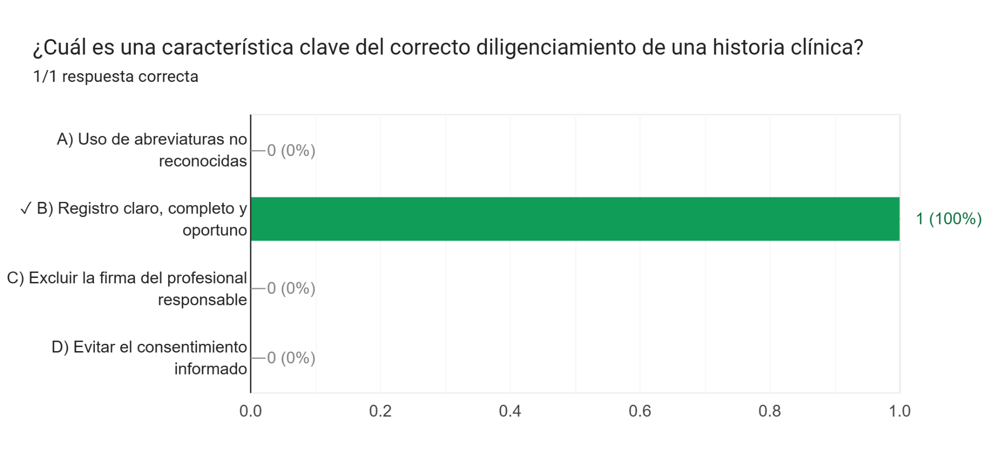 ¿Cuál es una característica clave del correcto diligenciamiento de una historia clínica?
1/1 respuesta correcta
A) Uso de abreviaturas no
reconocidas
0 (0%)
✓ B) Registro claro, completo y
oportuno
1 (100%)
C) Excluir la firma del profesional
responsable
0 (0%)
D) Evitar el consentimiento
informado
0 (0%)
0.0 0.2 0.4 0.6 0.8 1.0